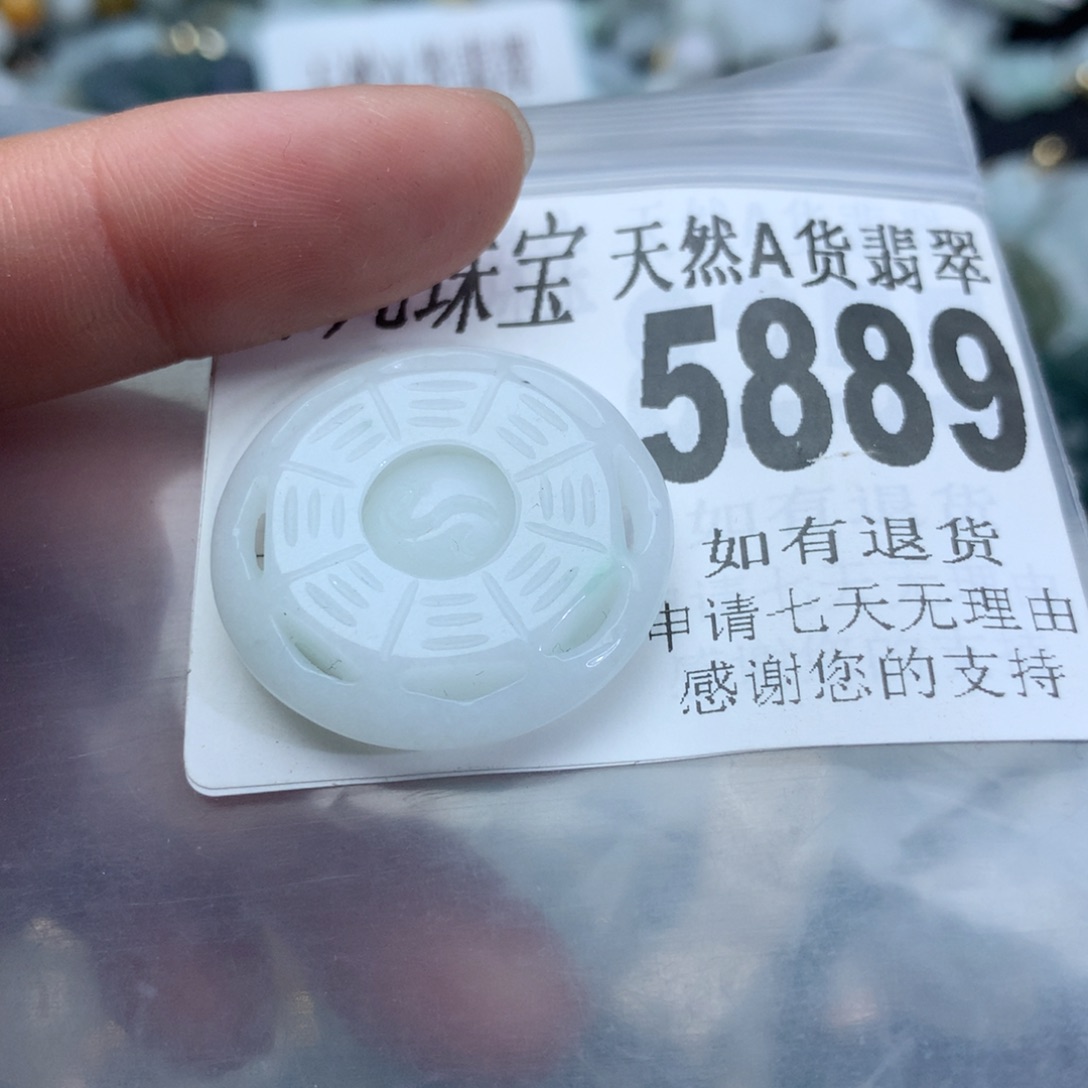 珠宝 天然A货翡翠
5889
如有退货
申请七天无理由
感谢您的支持